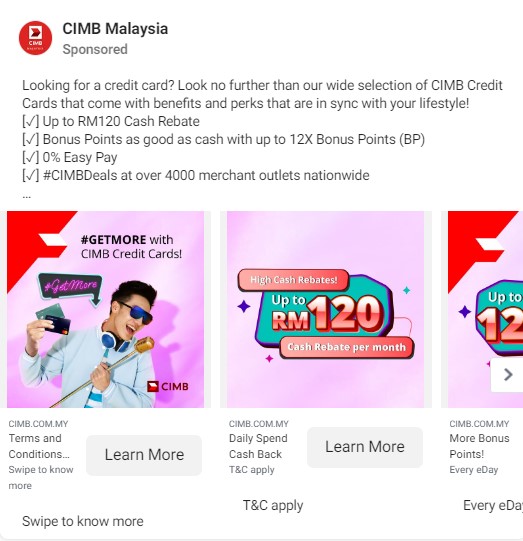 CIMB Malaysia
Sponsored
Looking for a credit card? Look no further than our wide selection of CIMB Credit
Cards that come with benefits and perks that are in sync with your lifestyle!
[✓] Up to RM120 Cash Rebate
[✓] Bonus Points as good as cash with up to 12X Bonus Points (BP)
[✓] 0% Easy Pay
[✓] #CIMBDeals at over 4000 merchant outlets nationwide
...
#GETMORE with
CIMB Credit Cards!
#GetMore
CIMB
High Cash Rebates!
Up to
RM120
Cash Rebate per month
Up to
12
CIMB.COM.MY
Terms and
Conditions...
Swipe to know
more
Learn More
CIMB.COM.MY
Daily Spend
Cash Back
T&C apply
Learn More
CIMB.COM.MY
More Bonus
Points!
Every eDay
Swipe to know more
T&C apply
Every eDa